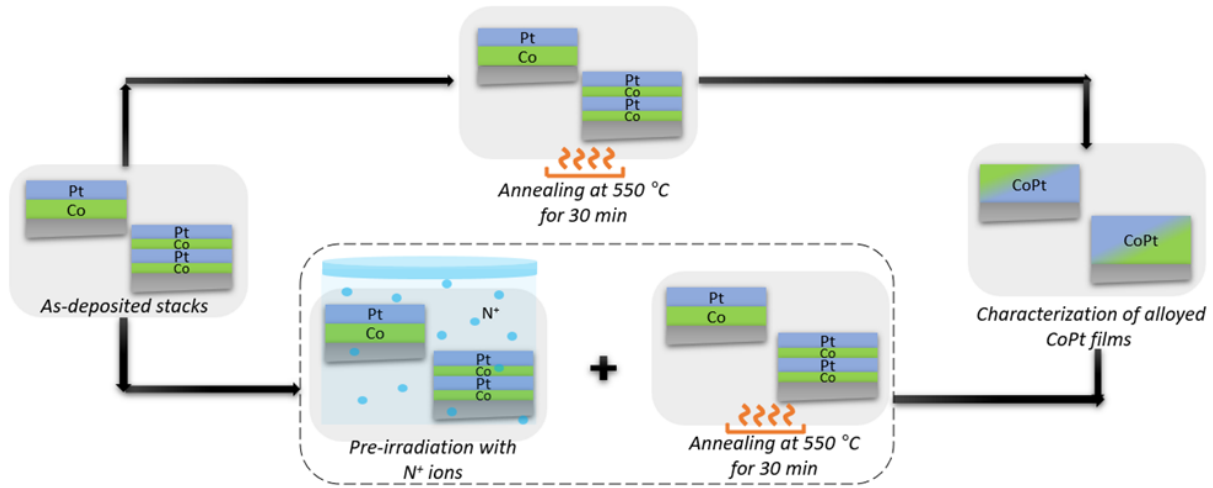 Pt
Co
Pt
Co
Pt
Co
Annealing at 550 °C
for 30 min
Pt
Co
Pt
Co
Pt
Co
As-deposited stacks
CoPt
CoPt
Characterization of alloyed
CoPt films
N⁺
Pt
Co
Pt
Co
Pt
Co
Pre-irradiation with
N⁺ ions
+
Pt
Co
Pt
Co
Pt
Co
Annealing at 550 °C
for 30 min